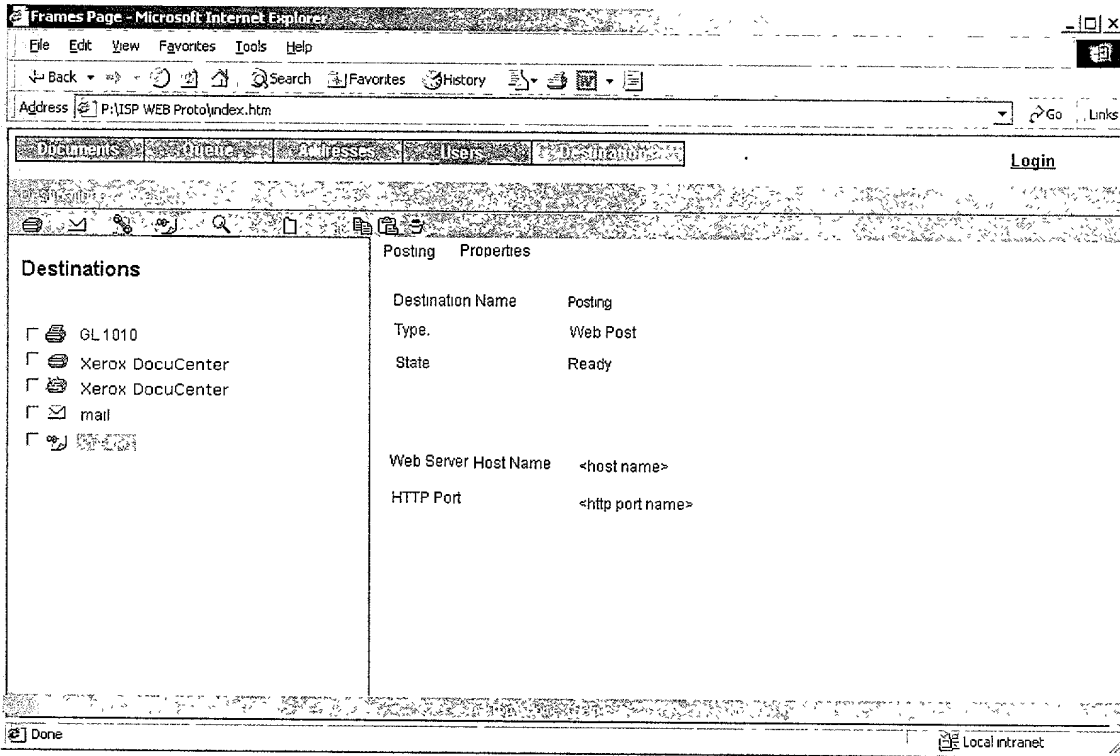 Frames Page - Microsoft Internet Explorer
File Edit View Favorites Tools Help
Back Search Favorites History
Address P:\ISP WEB Proto\index.htm Go Links
Documents Queue Addresses Users Destinations
Login
Destinations
Posting Properties
Destination Name Posting
Type. Web Post
State Ready
GL1010
Xerox DocuCenter
Xerox DocuCenter
mail
Web Server Host Name <host name>
HTTP Port <http port name>
Done Local intranet